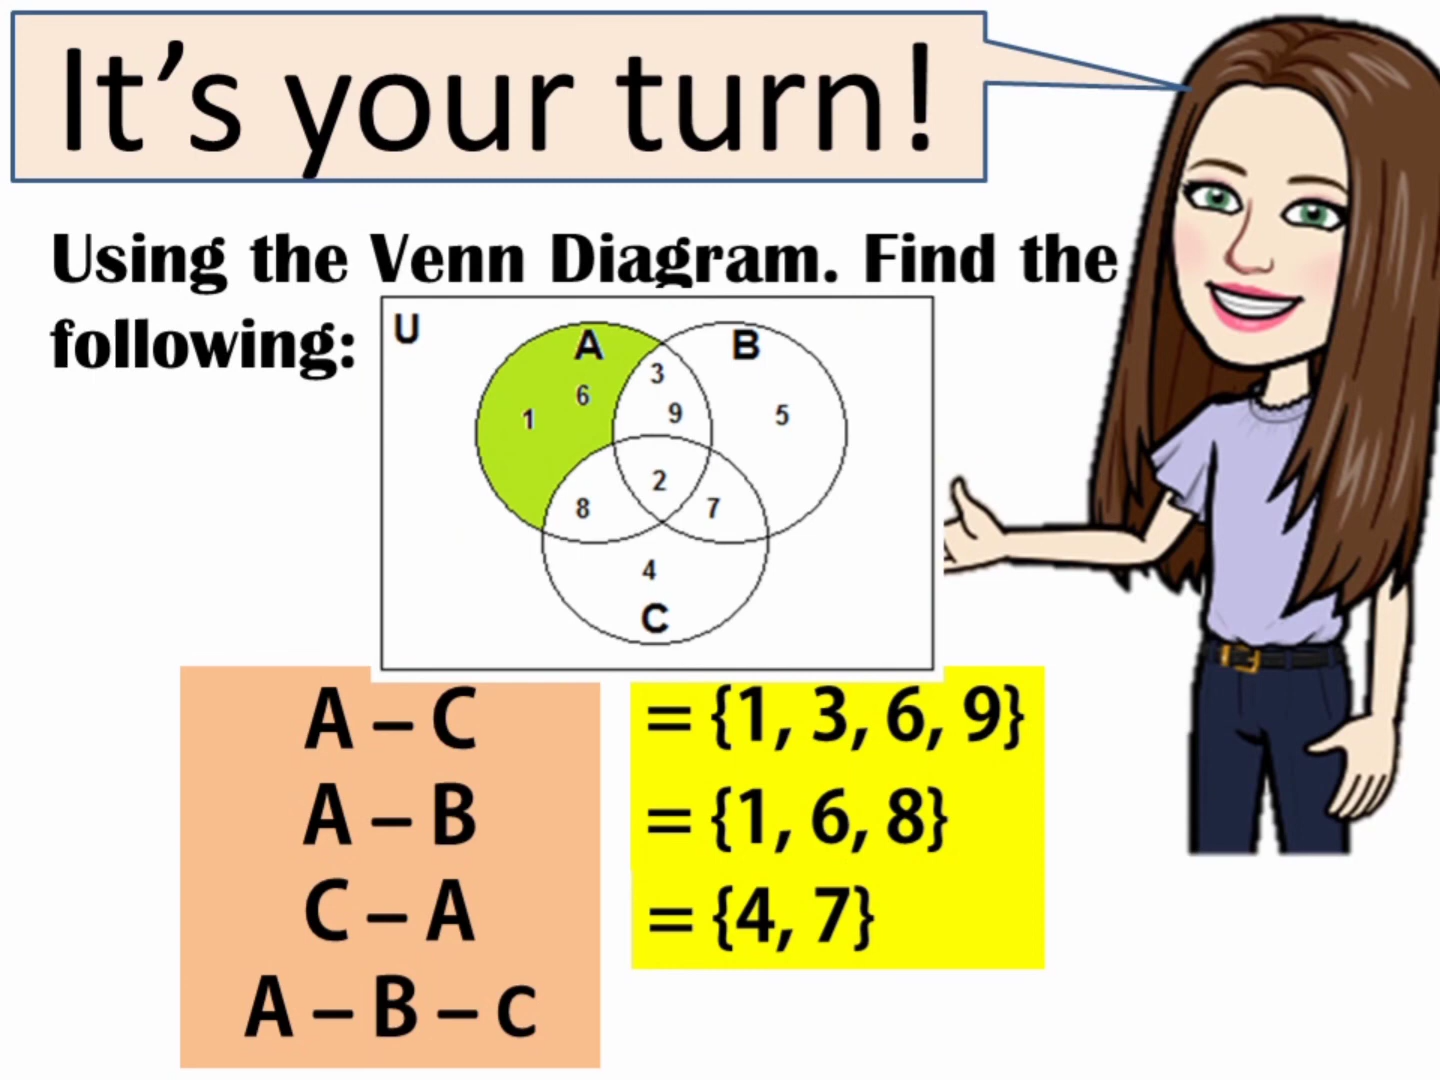 It's your turn!
Using the Venn Diagram. Find the
following:
U
A
B
3
6
1
9
5
2
8
7
4
C
A – C = {1, 3, 6, 9}
A – B = {1, 6, 8}
C – A = {4, 7}
A – B – C